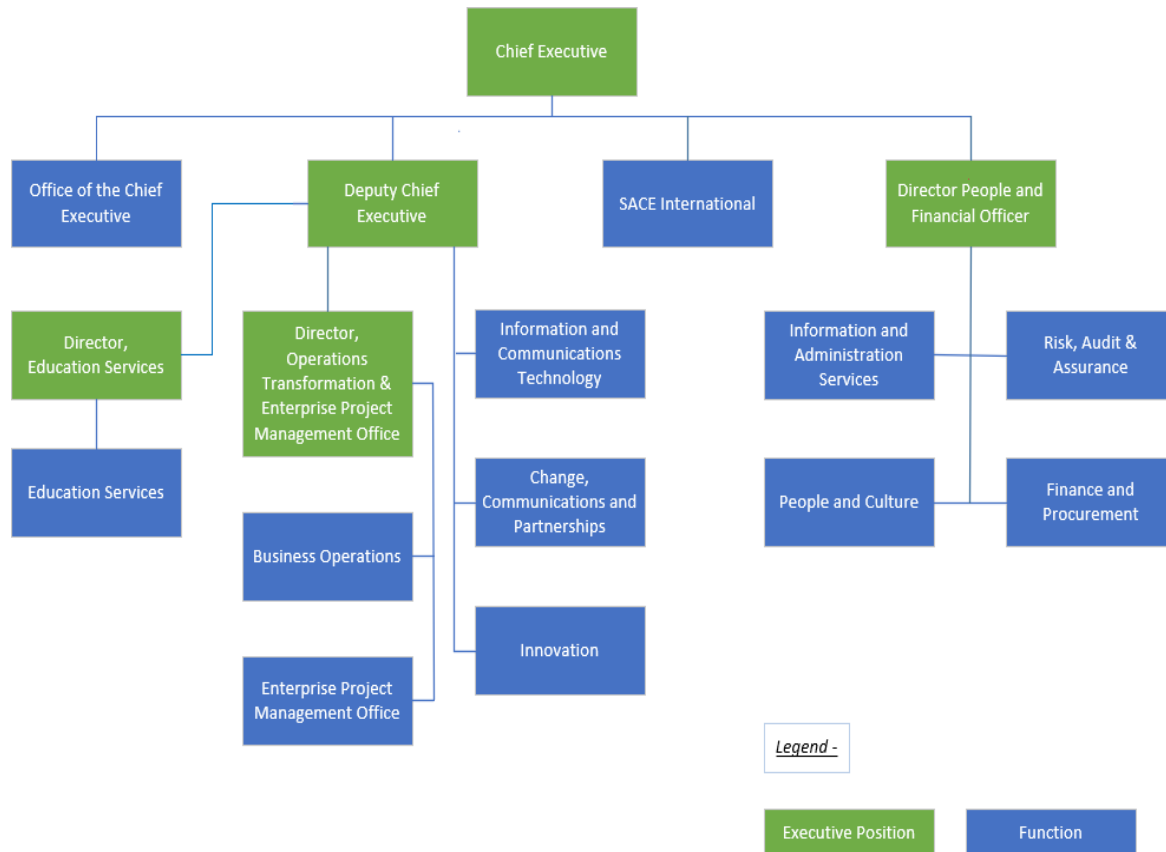 Chief Executive
Office of the Chief
Executive
Deputy Chief
Executive
SACE International
Director People and
Financial Officer
Director,
Education Services
Director,
Operations
Transformation &
Enterprise Project
Management Office
Information and
Communications
Technology
Information and
Administration
Services
Risk, Audit &
Assurance
Education Services
Change,
Communications and
Partnerships
People and Culture
Finance and
Procurement
Business Operations
Innovation
Enterprise Project
Management Office
Legend -
Executive Position
Function